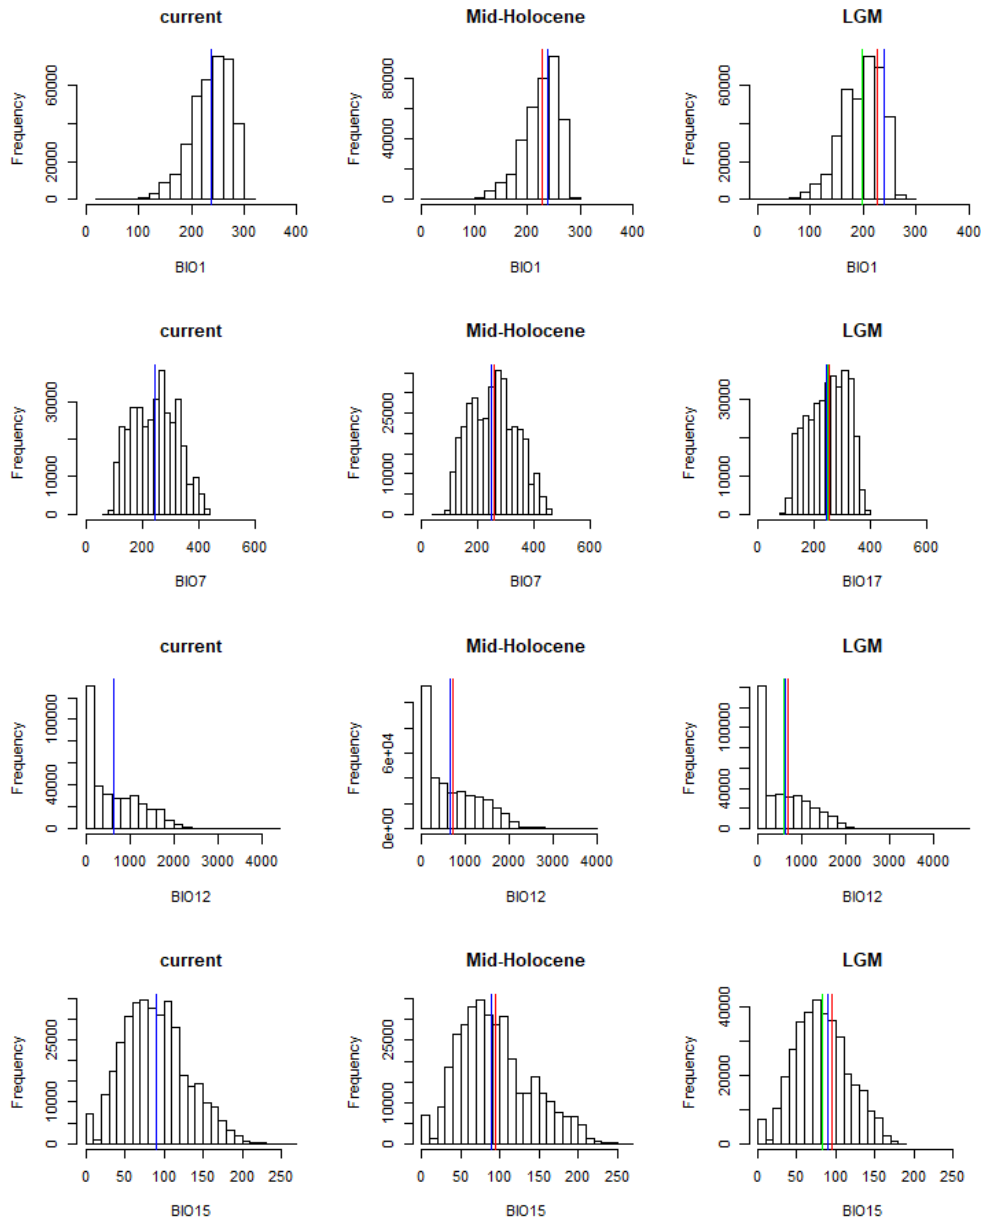 current
Mid-Holocene
LGM
Frequency
0 20000 60000
0 100 200 300 400
BIO1
Frequency
0 40000 80000
0 100 200 300 400
BIO1
Frequency
0 20000 60000
0 100 200 300 400
BIO1
current
Mid-Holocene
LGM
Frequency
0 10000 30000
0 200 400 600
BIO7
Frequency
0 10000 25000
0 200 400 600
BIO7
Frequency
0 10000 30000
0 200 400 600
BIO17
current
Mid-Holocene
LGM
Frequency
0 40000 100000
0 1000 2000 3000 4000
BIO12
Frequency
0e+00 6e+04
0 1000 2000 3000 4000
BIO12
Frequency
0 40000 100000
0 1000 2000 3000 4000
BIO12
current
Mid-Holocene
LGM
Frequency
0 10000 25000
0 50 100 150 200 250
BIO15
Frequency
0 10000 25000
0 50 100 150 200 250
BIO15
Frequency
0 20000 40000
0 50 100 150 200 250
BIO15